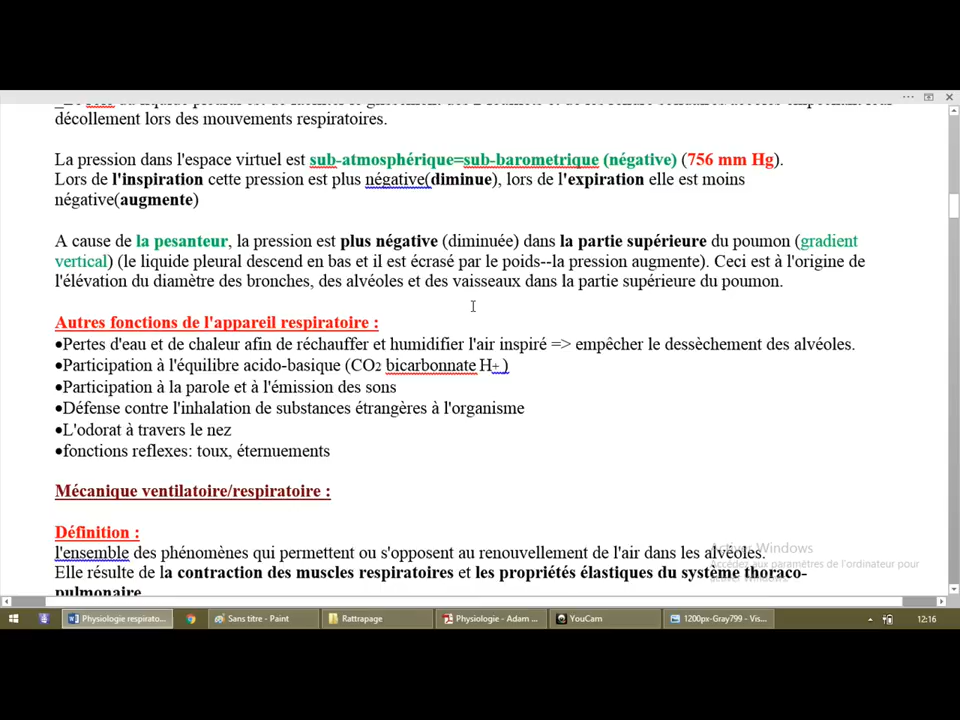 décollement lors des mouvements respiratoires.
La pression dans l'espace virtuel est sub-atmosphérique=sub-barometrique (négative) (756 mm Hg).
Lors de l'inspiration cette pression est plus négative(diminue), lors de l'expiration elle est moins
négative(augmente)
A cause de la pesanteur, la pression est plus négative (diminuée) dans la partie supérieure du poumon (gradient
vertical) (le liquide pleural descend en bas et il est écrasé par le poids--la pression augmente). Ceci est à l'origine de
l'élévation du diamètre des bronches, des alvéoles et des vaisseaux dans la partie supérieure du poumon.
Autres fonctions de l'appareil respiratoire :
•Pertes d'eau et de chaleur afin de réchauffer et humidifier l'air inspiré => empêcher le dessèchement des alvéoles.
•Participation à l'équilibre acido-basique (CO2 bicarbonnate H+ )
•Participation à la parole et à l'émission des sons
•Défense contre l'inhalation de substances étrangères à l'organisme
•L'odorat à travers le nez
•fonctions reflexes: toux, éternuements
Mécanique ventilatoire/respiratoire :
Définition :
l'ensemble des phénomènes qui permettent ou s'opposent au renouvellement de l'air dans les alvéoles.
Elle résulte de la contraction des muscles respiratoires et les propriétés élastiques du système thoraco-
pulmonaire
Activer Windows
Accédez aux paramètres de l'ordinateur pour
activer Windows.
Physiologie respirato...
Sans titre - Paint
Rattrapage
Physiologie - Adam ...
YouCam
1200px-Gray799 - Vis...
12:16